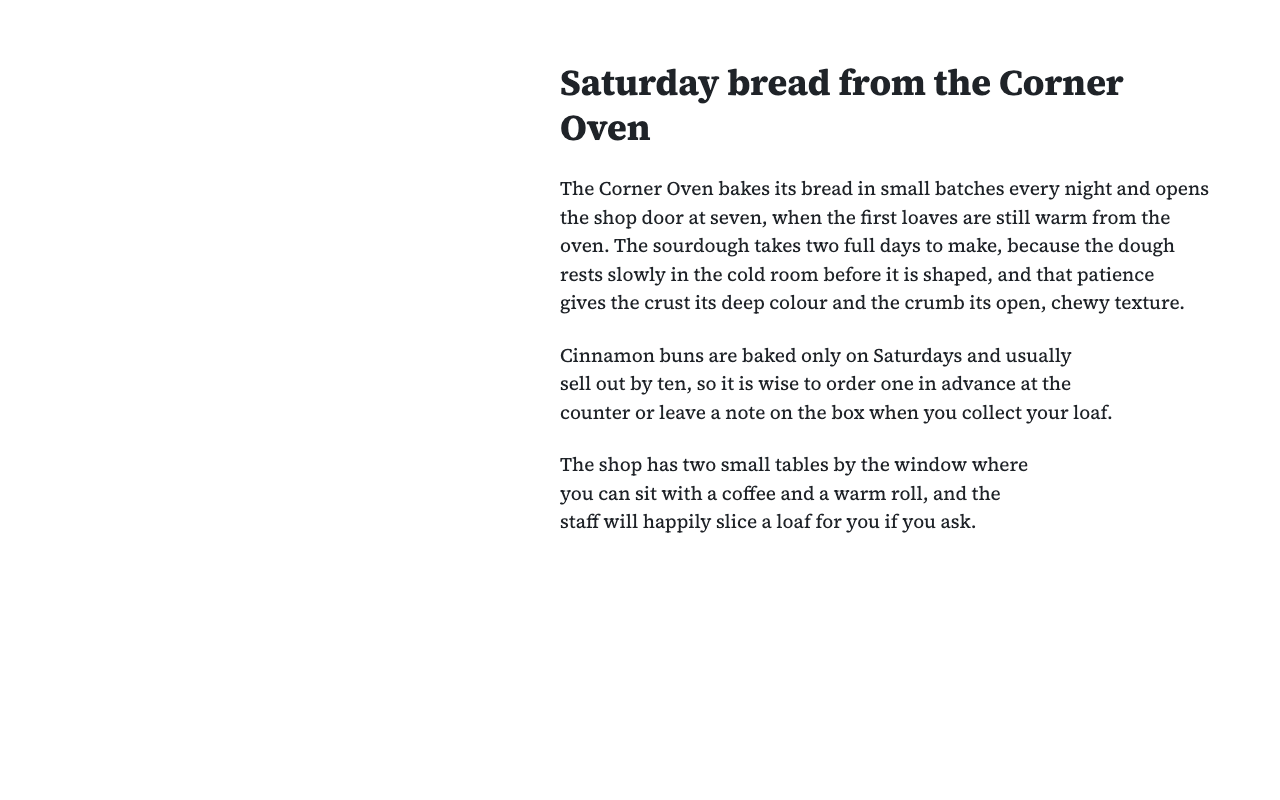 Saturday bread from the Corner
Oven
The Corner Oven bakes its bread in small batches every night and opens
the shop door at seven, when the first loaves are still warm from the
oven. The sourdough takes two full days to make, because the dough
rests slowly in the cold room before it is shaped, and that patience
gives the crust its deep colour and the crumb its open, chewy texture.
Cinnamon buns are baked only on Saturdays and usually
sell out by ten, so it is wise to order one in advance at the
counter or leave a note on the box when you collect your loaf.
The shop has two small tables by the window where
you can sit with a coffee and a warm roll, and the
staff will happily slice a loaf for you if you ask.